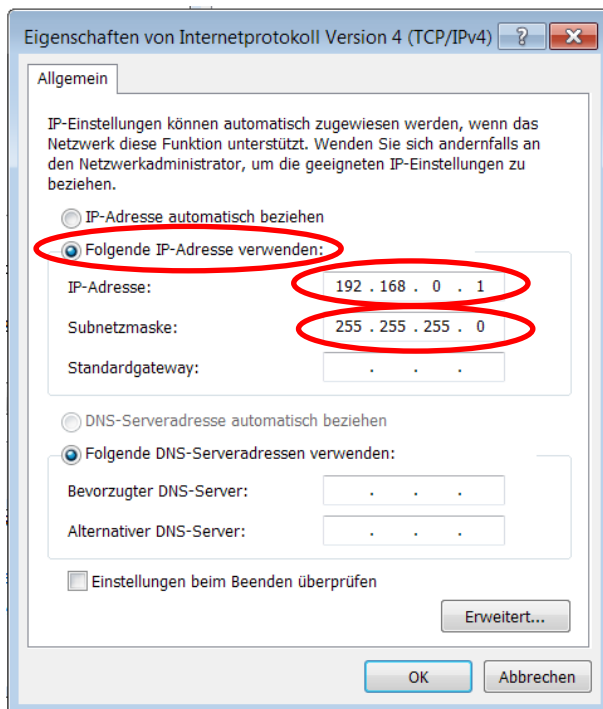 Eigenschaften von Internetprotokoll Version 4 (TCP/IPv4)
Allgemein
IP-Einstellungen können automatisch zugewiesen werden, wenn das
Netzwerk diese Funktion unterstützt. Wenden Sie sich andernfalls an
den Netzwerkadministrator, um die geeigneten IP-Einstellungen zu
beziehen.
IP-Adresse automatisch beziehen
Folgende IP-Adresse verwenden:
IP-Adresse: 192 . 168 . 0 . 1
Subnetzmaske: 255 . 255 . 255 . 0
Standardgateway: . . .
DNS-Serveradresse automatisch beziehen
Folgende DNS-Serveradressen verwenden:
Bevorzugter DNS-Server: . . .
Alternativer DNS-Server: . . .
Einstellungen beim Beenden überprüfen
Erweitert...
OK Abbrechen